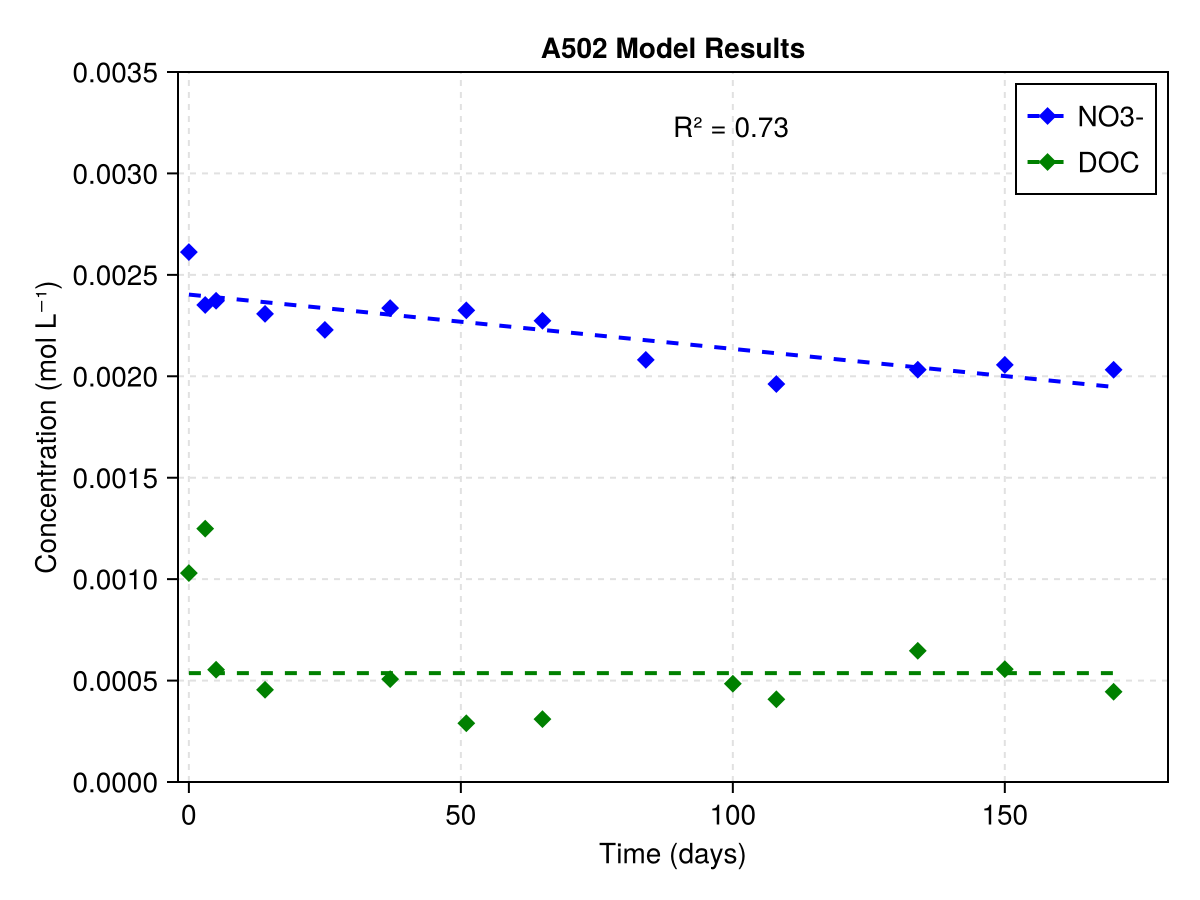 A502 Model Results
0.0035
0.0030
0.0025
0.0020
0.0015
0.0010
0.0005
0.0000
Concentration (mol L⁻¹)
R² = 0.73
NO3-
DOC
0
50
100
150
Time (days)